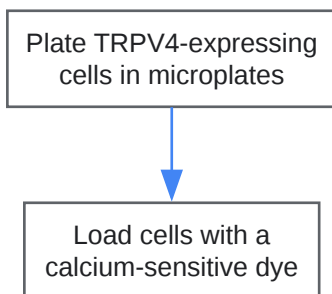 Plate TRPV4-expressing
cells in microplates
Load cells with a
calcium-sensitive dye